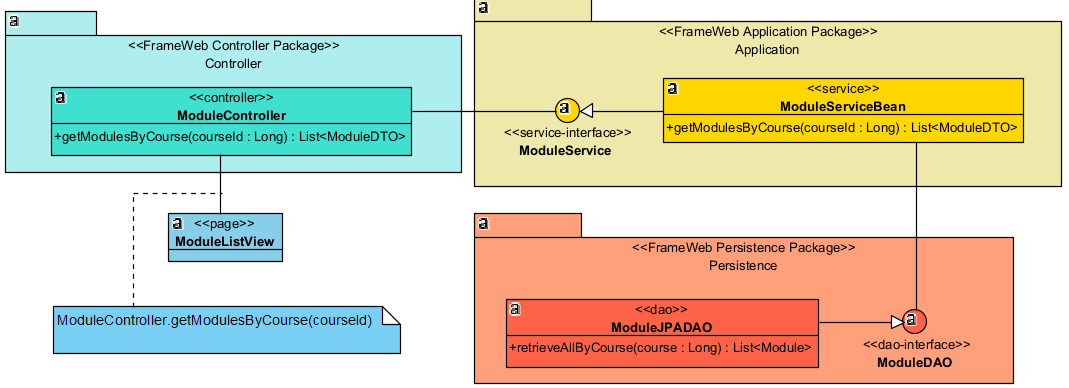 a
<<FrameWeb Controller Package>>
Controller
a
<<controller>>
ModuleController
+getModulesByCourse(courseId : Long) : List<ModuleDTO>
a
<<page>>
ModuleListView
ModuleController.getModulesByCourse(courseId)
a
<<FrameWeb Application Package>>
Application
a
<<service-interface>>
ModuleService
a
<<service>>
ModuleServiceBean
+getModulesByCourse(courseId : Long) : List<ModuleDTO>
a
<<FrameWeb Persistence Package>>
Persistence
a
<<dao>>
ModuleJPADAO
+retrieveAllByCourse(course : Long) : List<Module>
a
<<dao-interface>>
ModuleDAO